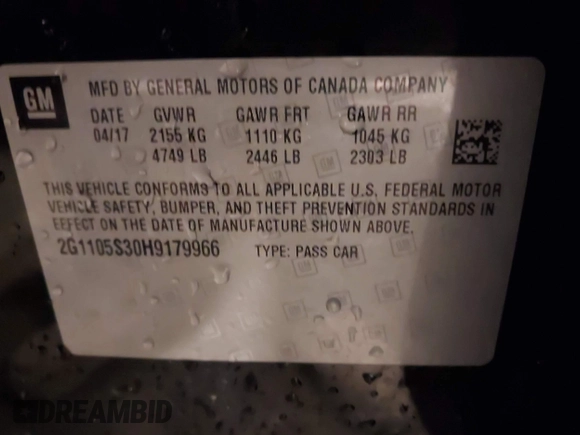 GM
MFD BY GENERAL MOTORS OF CANADA COMPANY
DATE GVWR GAWR FRT GAWR RR
04/17 2155 KG 1110 KG 1045 KG
4749 LB 2446 LB 2303 LB
THIS VEHICLE CONFORMS TO ALL APPLICABLE U.S. FEDERAL MOTOR
VEHICLE SAFETY, BUMPER, AND THEFT PREVENTION STANDARDS IN
EFFECT ON THE DATE OF MANUFACTURE SHOWN ABOVE.
2G1105S30H9179966 TYPE: PASS CAR
DREAMBID